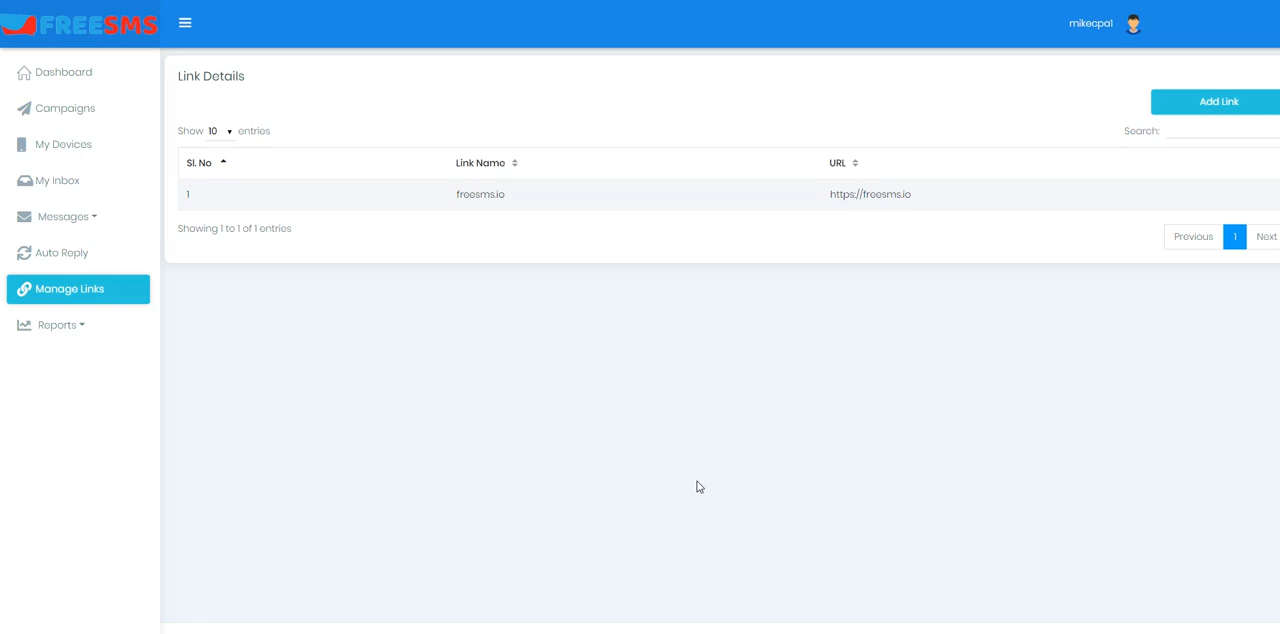 FREESMS
mikecpa1
Dashboard
Campaigns
My Devices
My Inbox
Messages
Auto Reply
Manage Links
Reports
Link Details
Add Link
Show 10 entries
Search:
Sl. No Link Name URL
1 freesms.io https://freesms.io
Showing 1 to 1 of 1 entries
Previous 1 Next